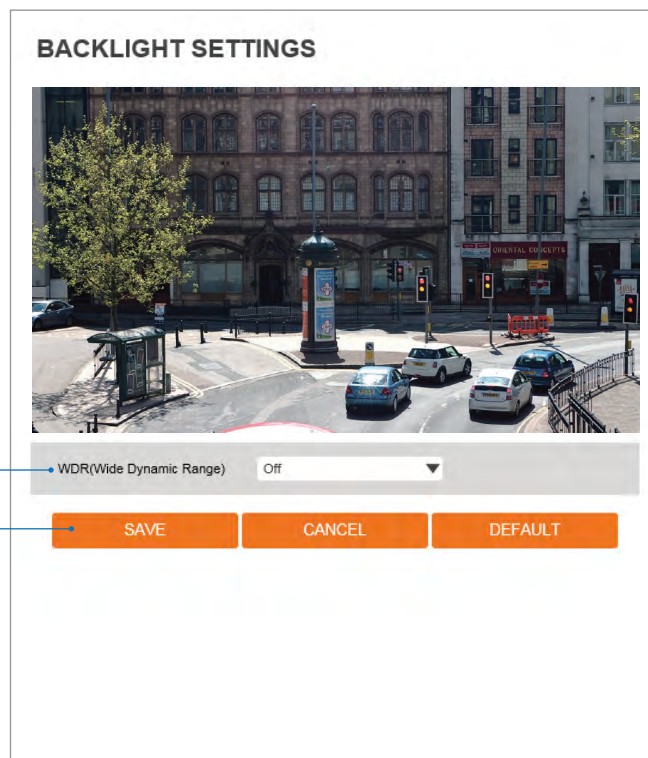 BACKLIGHT SETTINGS
ORIENTAL CONCEPTS
WDR(Wide Dynamic Range) Off
SAVE CANCEL DEFAULT